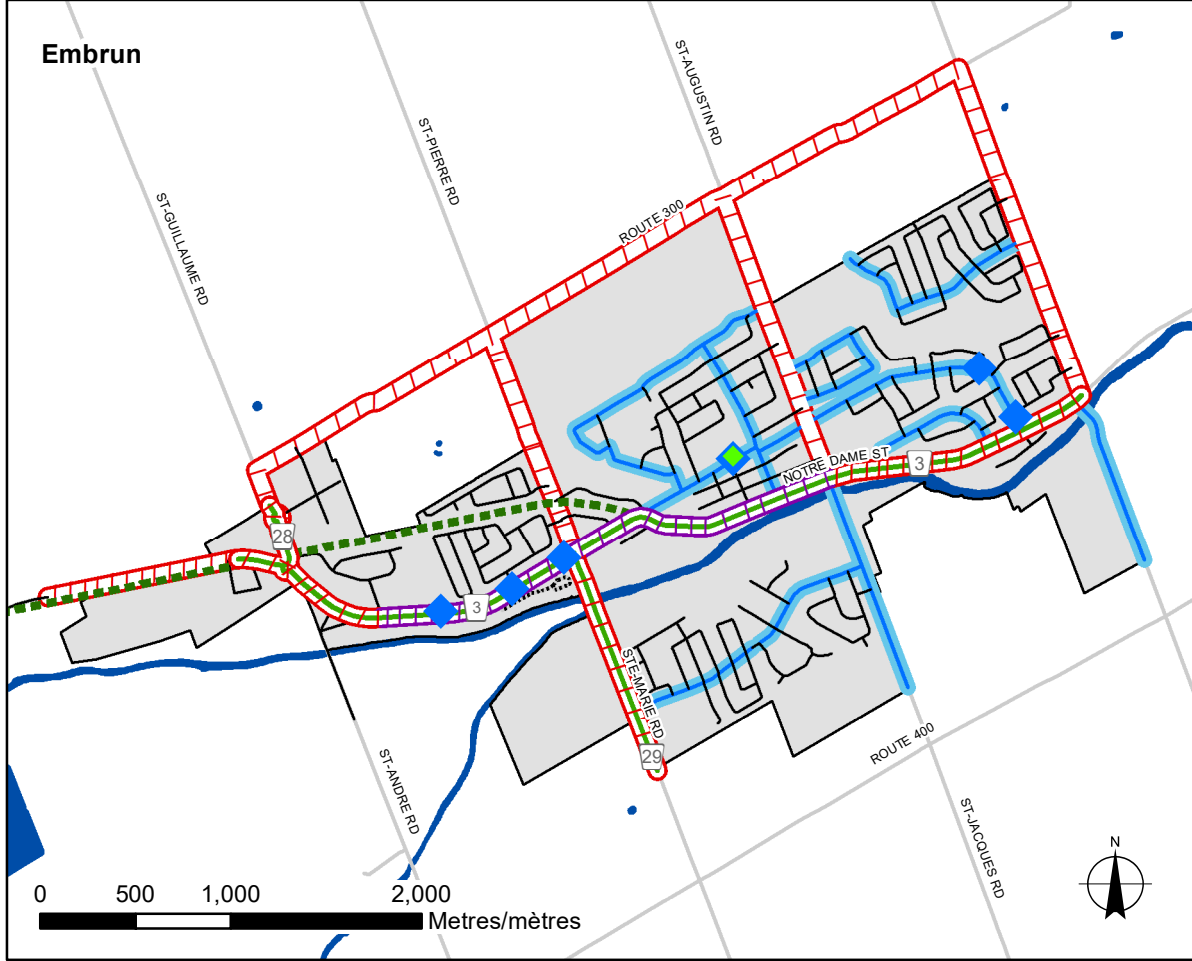 Embrun
ST-AUGUSTIN RD
ST-PIERRE RD
ST-GUILLAUME RD
ROUTE 300
NOTRE DAME ST
3
28
3
STE-MARIE RD
29
ROUTE 400
ST-ANDRE RD
ST-JACQUES RD
N
0 500 1,000 2,000
Metres/mètres